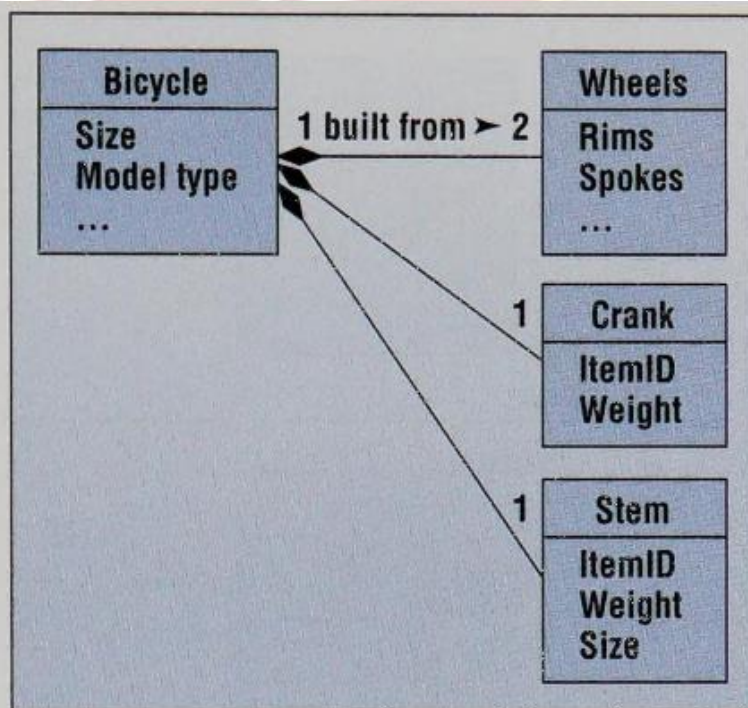 Bicycle
Size
Model type
...
1 built from ➤ 2
Wheels
Rims
Spokes
...
1
Crank
ItemID
Weight
1
Stem
ItemID
Weight
Size